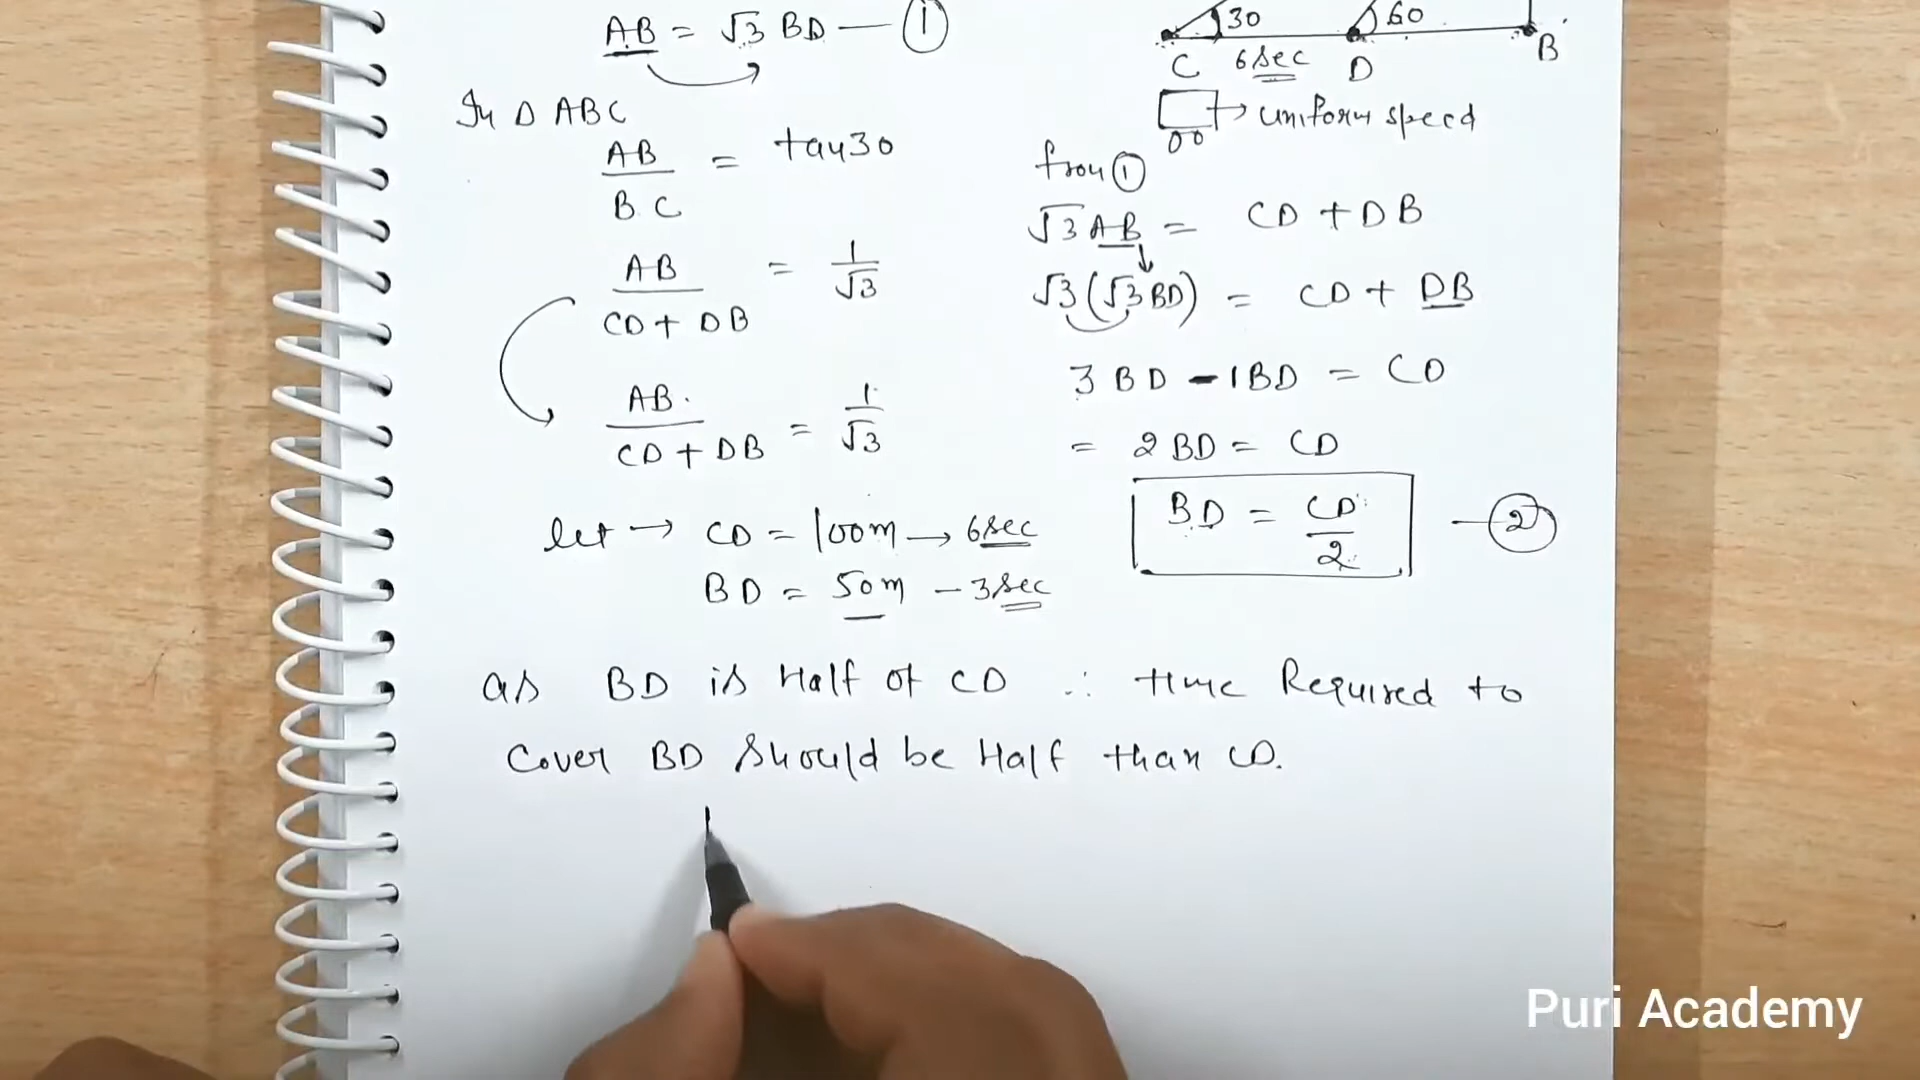 AB = √3 BD — ①
30 60
C 6sec D B
→ uniform speed
In Δ ABC
AB/BC = tan30
AB/CD + DB = 1/√3
AB/CD + DB = 1/√3
let → CD = 100m → 6sec
BD = 50m - 3sec
from ①
√3 AB = CD + DB
√3(√3 BD) = CD + DB
3 BD - 1BD = CD
= 2 BD = CD
BD = CD/2 — ②
as BD is Half of CD ∴ time Required to
Cover BD Should be Half than CD.
Puri Academy